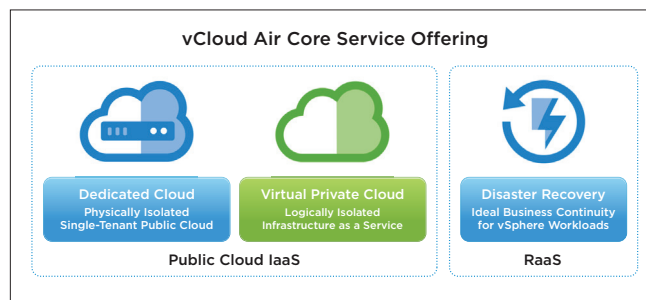 vCloud Air Core Service Offering
Dedicated Cloud
Physically Isolated
Single-Tenant Public Cloud
Virtual Private Cloud
Logically Isolated
Infrastructure as a Service
Public Cloud IaaS
Disaster Recovery
Ideal Business Continuity
for vSphere Workloads
RaaS